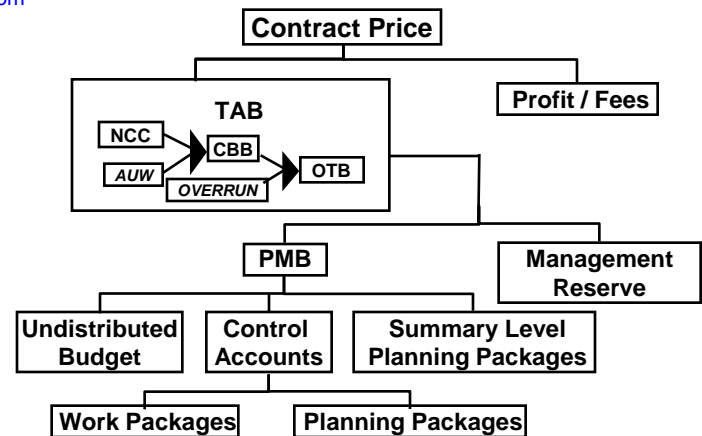 om
Contract Price
Profit / Fees
TAB
NCC
CBB
AUW
OVERRUN
OTB
PMB
Management
Reserve
Undistributed
Budget
Control
Accounts
Summary Level
Planning Packages
Work Packages
Planning Packages